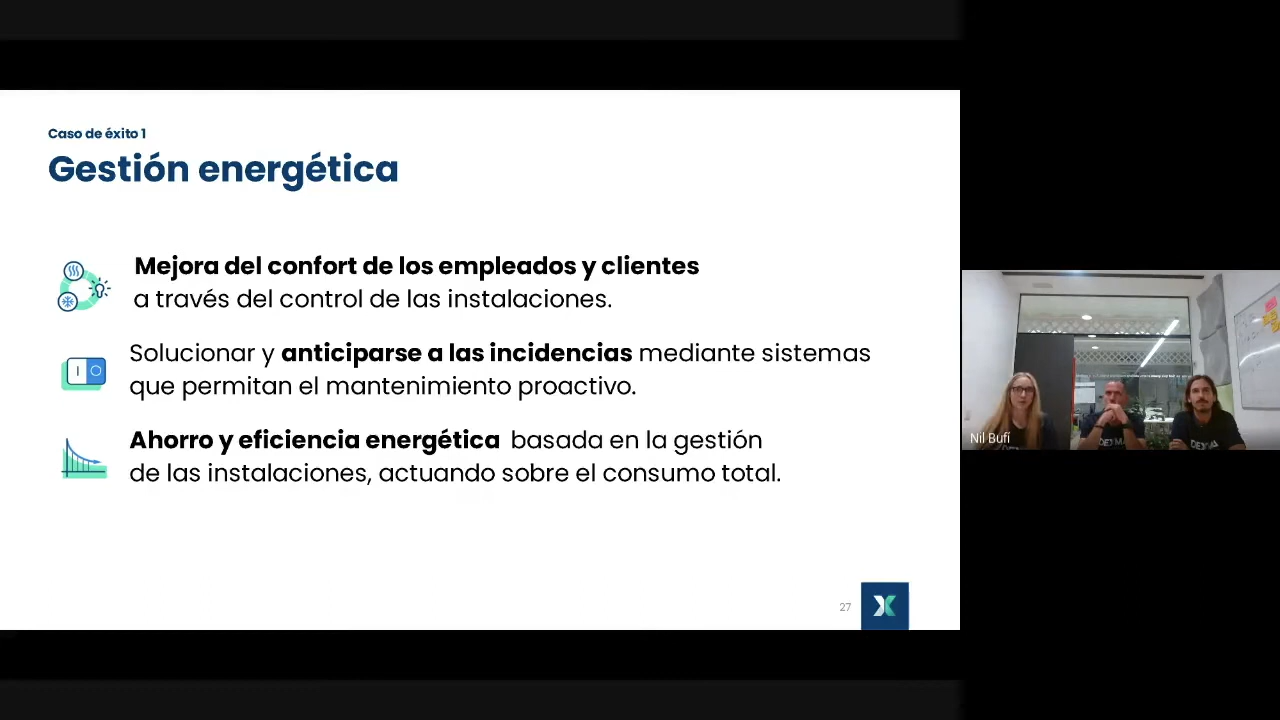 Caso de éxito 1
Gestión energética
Mejora del confort de los empleados y clientes
a través del control de las instalaciones.
Solucionar y anticiparse a las incidencias mediante sistemas
que permitan el mantenimiento proactivo.
Ahorro y eficiencia energética basada en la gestión
de las instalaciones, actuando sobre el consumo total.
27
Nil Bufí